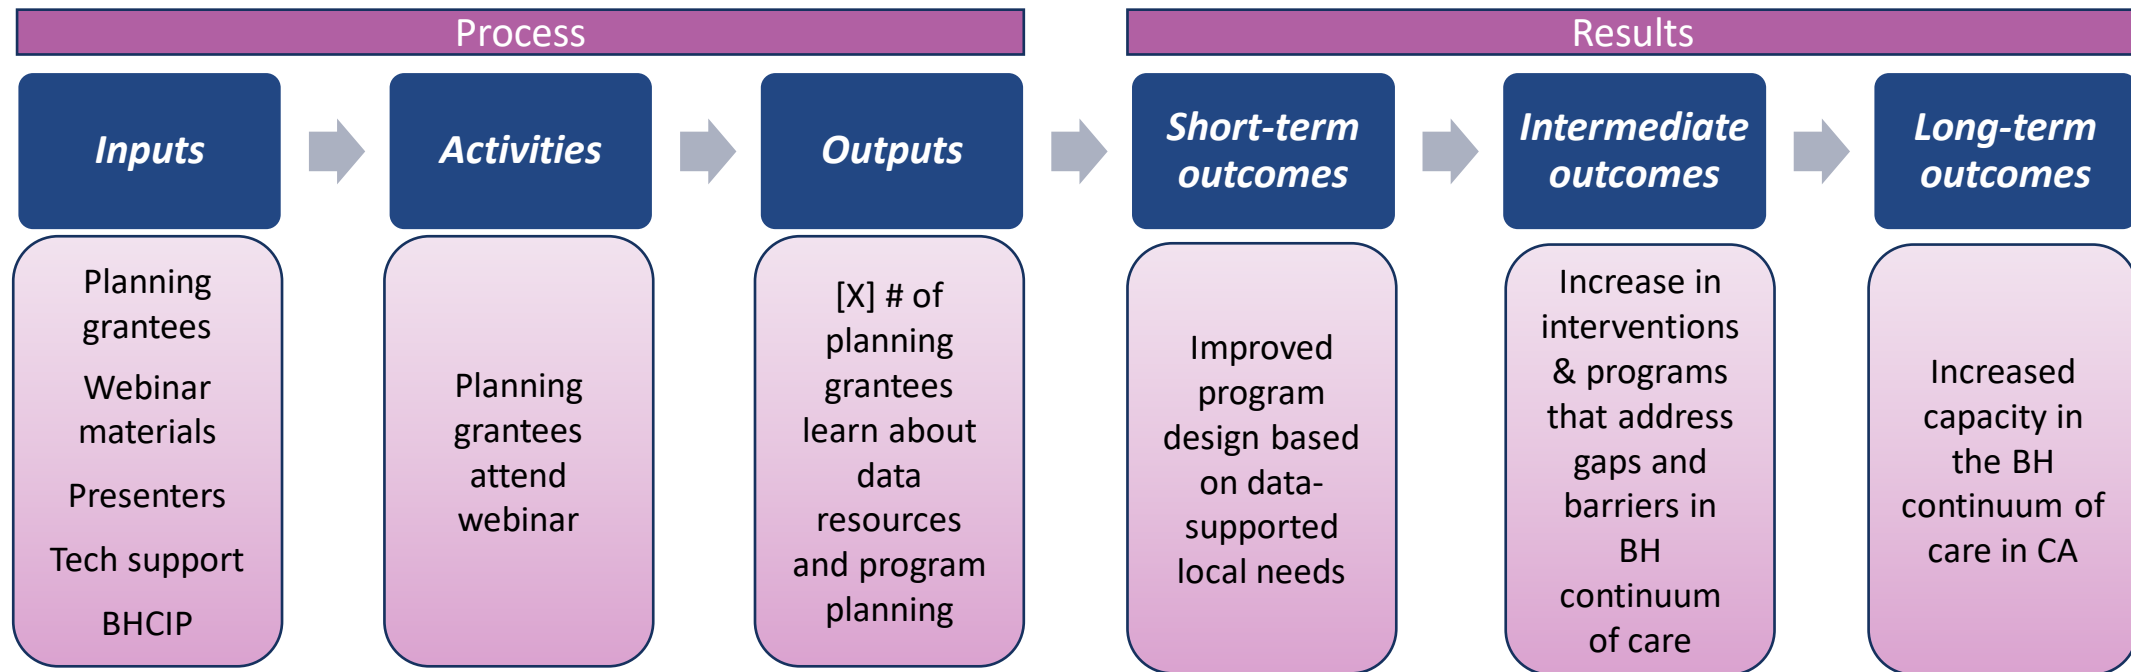 Process
Results
Inputs
Activities
Outputs
Short-term
outcomes
Intermediate
outcomes
Long-term
outcomes
Planning
grantees
Webinar
materials
Presenters
Tech support
BHCIP
Planning
grantees
attend
webinar
[X] # of
planning
grantees
learn about
data
resources
and program
planning
Improved
program
design based
on data-
supported
local needs
Increase in
interventions
& programs
that address
gaps and
barriers in
BH
continuum
of care
Increased
capacity in
the BH
continuum of
care in CA